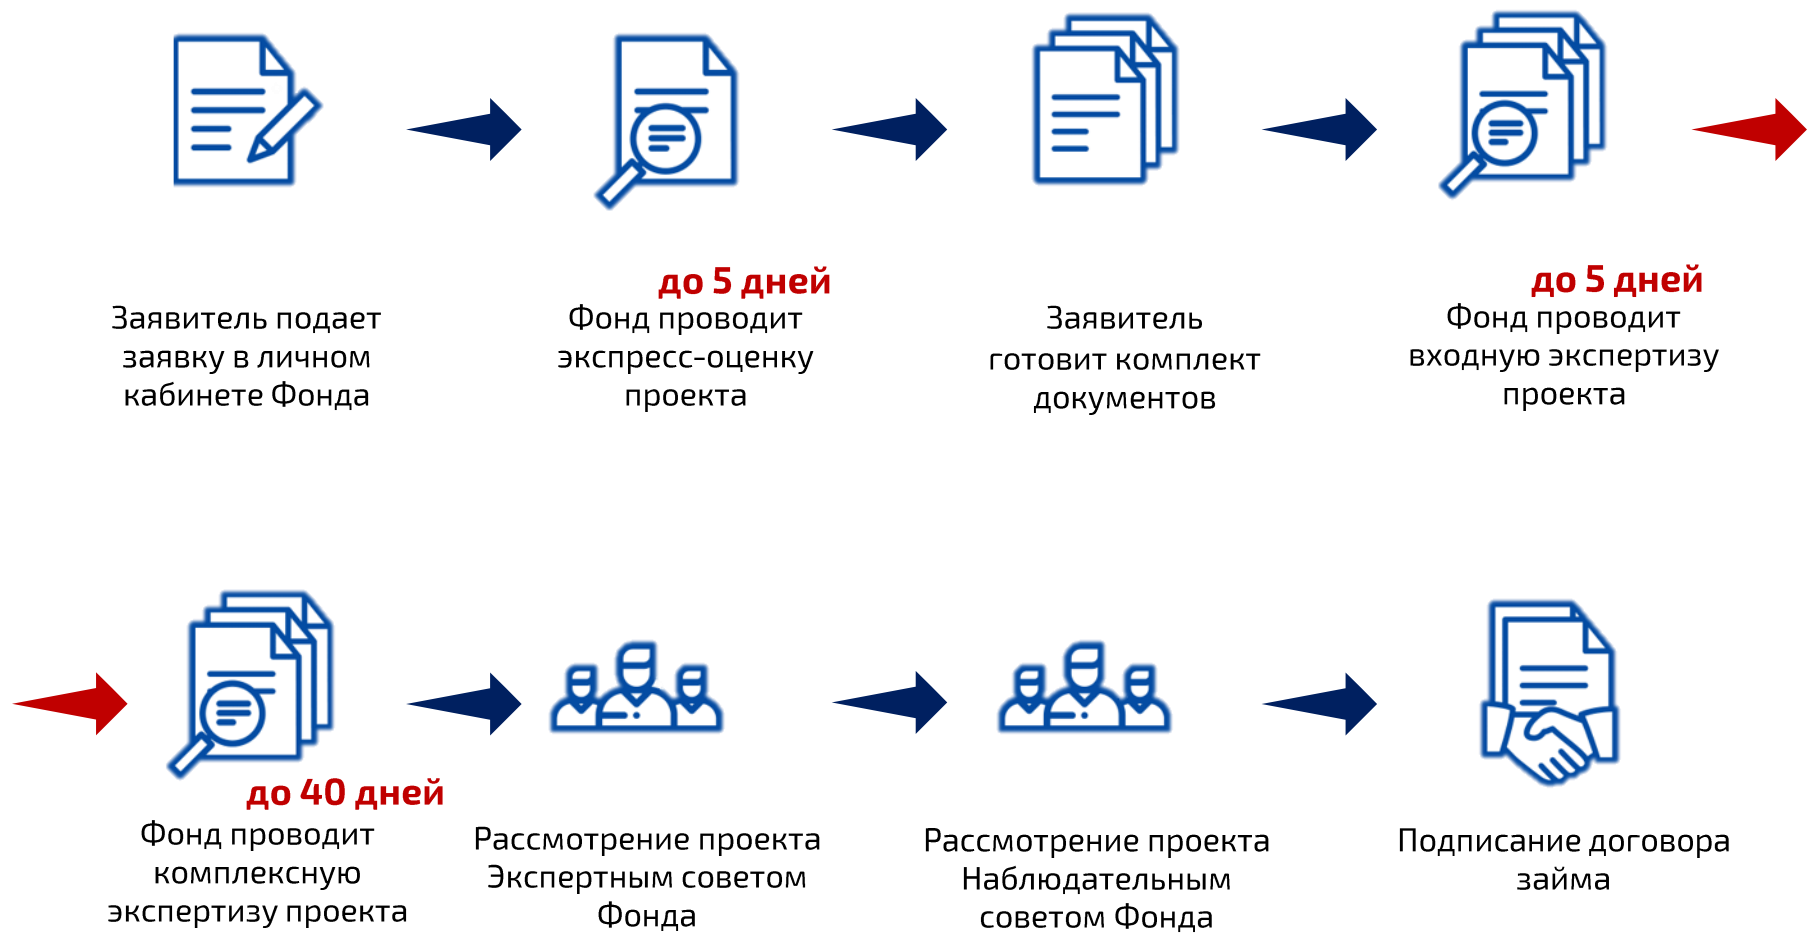 до 5 дней
до 5 дней
Заявитель подает
заявку в личном
кабинете Фонда
Фонд проводит
экспресс-оценку
проекта
Заявитель
готовит комплект
документов
Фонд проводит
входную экспертизу
проекта
до 40 дней
Фонд проводит
комплексную
экспертизу проекта
Рассмотрение проекта
Экспертным советом
Фонда
Рассмотрение проекта
Наблюдательным
советом Фонда
Подписание договора
займа